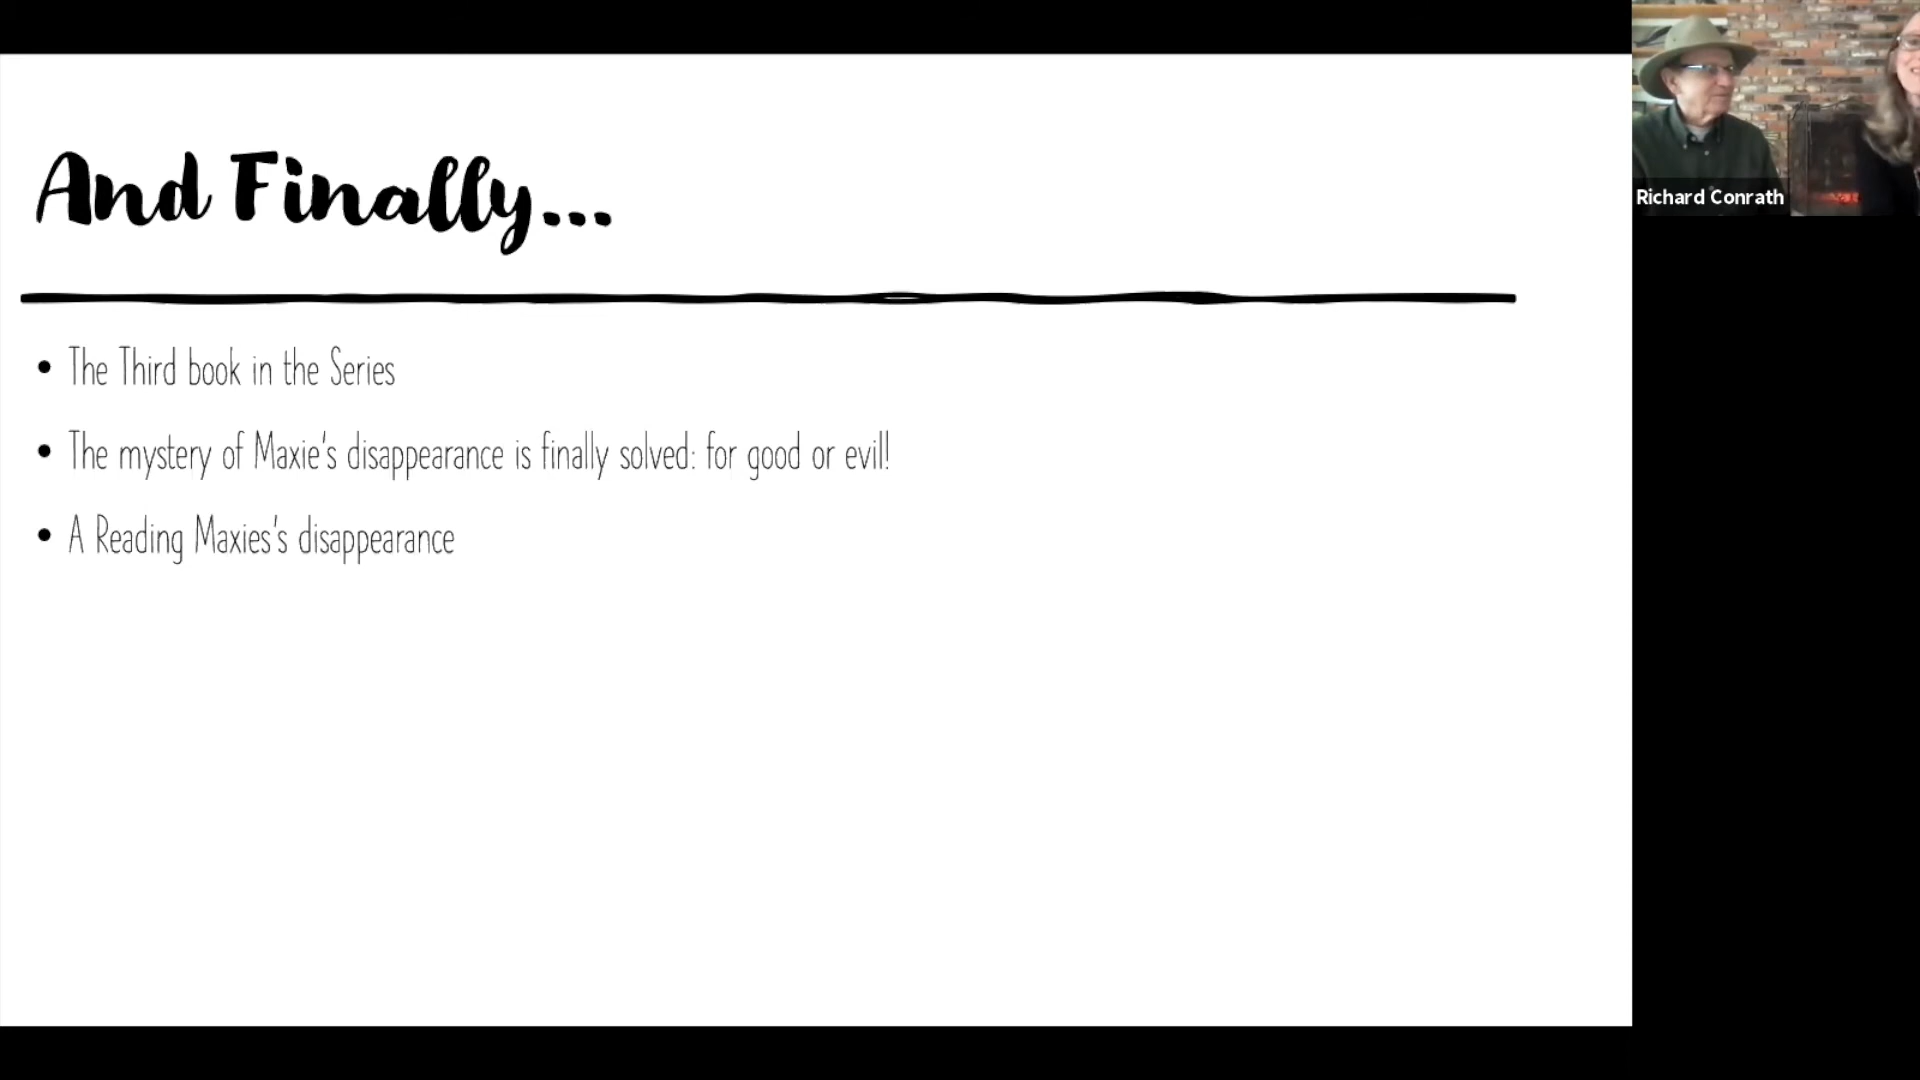 And Finally...
• The Third book in the Series
• The mystery of Maxie's disappearance is finally solved: for good or evil!
• A Reading Maxies's disappearance
Richard Conrath